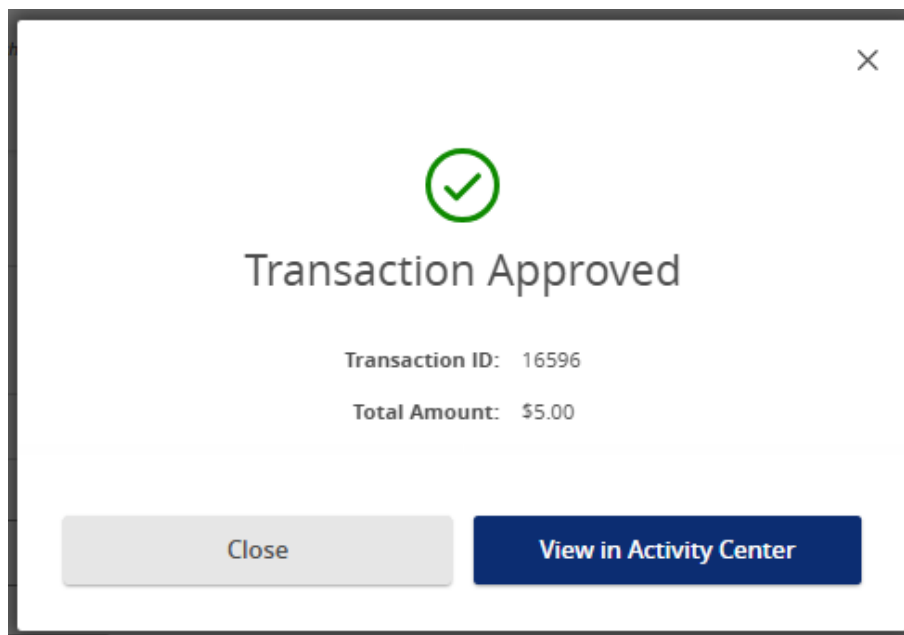 Transaction Approved
Transaction ID: 16596
Total Amount: $5.00
Close View in Activity Center